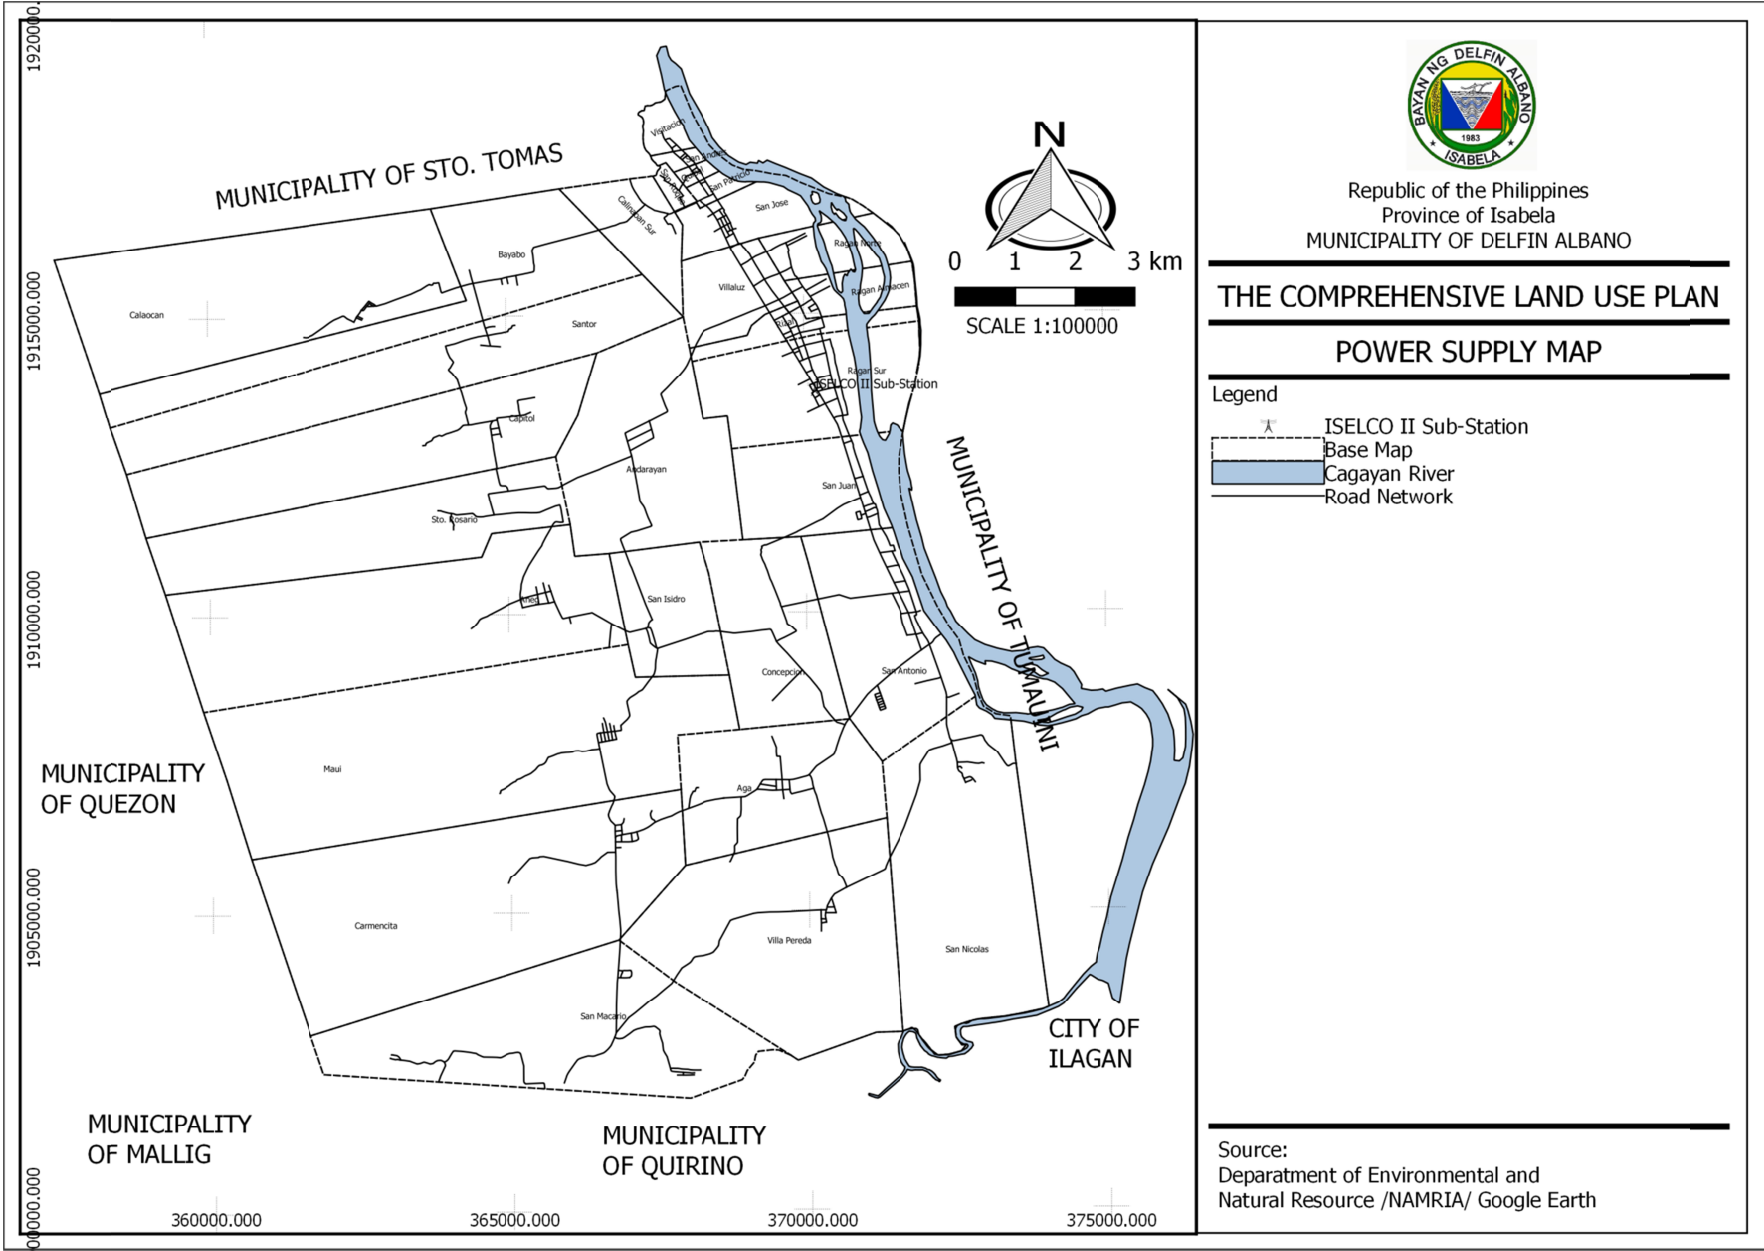 1920000.
1915000.000
1910000.000
1905000.000
00000.000
360000.000
365000.000
370000.000
375000.000
MUNICIPALITY OF STO. TOMAS
Visitacion
San Andres
San Patricio
San Roque
Calinaoan Sur
San Jose
Ragan Norte
Bayabo
Villaluz
Ragan Almacen
Calaocan
Santor
Rizal
Ragan Sur
ISELCO II Sub-Station
Capitol
Andarayan
San Juan
Sto. Rosario
Aneg
San Isidro
Concepcion
San Antonio
MUNICIPALITY OF TUMAUINI
MUNICIPALITY
OF QUEZON
Maui
Aga
Carmencita
Villa Pereda
San Nicolas
San Macario
CITY OF
ILAGAN
MUNICIPALITY
OF MALLIG
MUNICIPALITY
OF QUIRINO
N
0 1 2 3 km
SCALE 1:100000
BAYAN NG DELFIN ALBANO
1983
ISABELA
Republic of the Philippines
Province of Isabela
MUNICIPALITY OF DELFIN ALBANO
THE COMPREHENSIVE LAND USE PLAN
POWER SUPPLY MAP
Legend
ISELCO II Sub-Station
Base Map
Cagayan River
Road Network
Source:
Department of Environmental and
Natural Resource /NAMRIA/ Google Earth